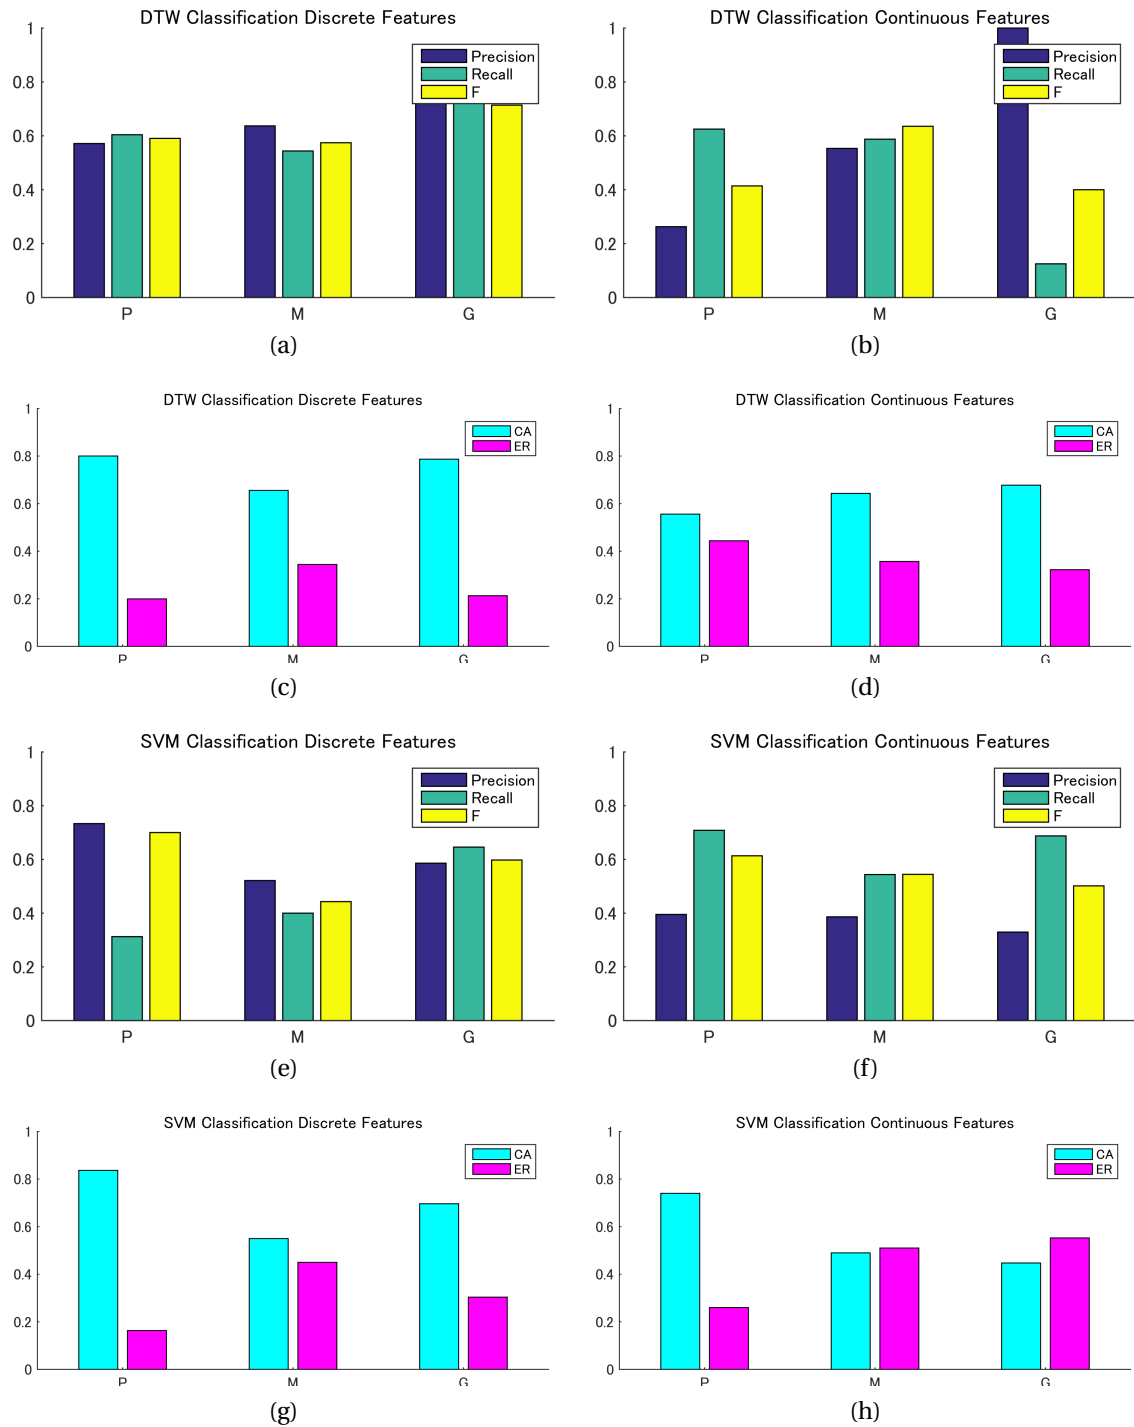 DTW Classification Discrete Features
1
0.8
0.6
0.4
0.2
0
Precision
Recall
F
P M G
(a)
DTW Classification Continuous Features
1
0.8
0.6
0.4
0.2
0
Precision
Recall
F
P M G
(b)
DTW Classification Discrete Features
1
0.8
0.6
0.4
0.2
0
CA
ER
P M G
(c)
DTW Classification Continuous Features
1
0.8
0.6
0.4
0.2
0
CA
ER
P M G
(d)
SVM Classification Discrete Features
1
0.8
0.6
0.4
0.2
0
Precision
Recall
F
P M G
(e)
SVM Classification Continuous Features
1
0.8
0.6
0.4
0.2
0
Precision
Recall
F
P M G
(f)
SVM Classification Discrete Features
1
0.8
0.6
0.4
0.2
0
CA
ER
P M G
(g)
SVM Classification Continuous Features
1
0.8
0.6
0.4
0.2
0
CA
ER
P M G
(h)